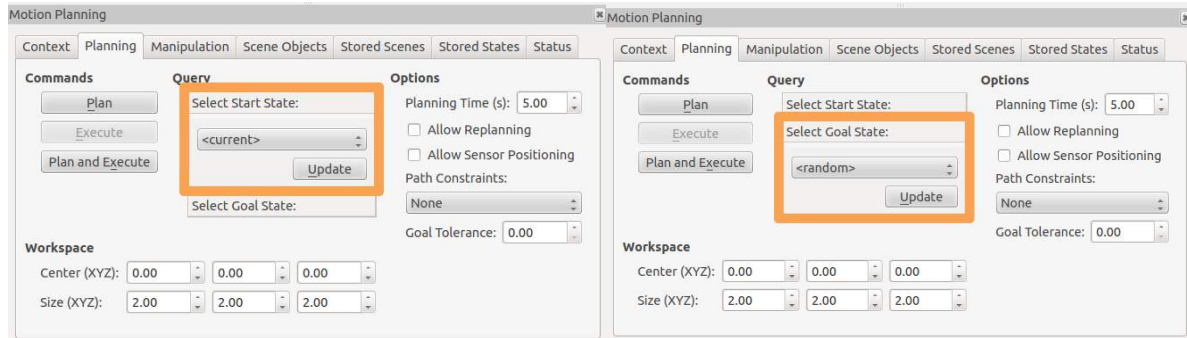 Motion Planning
Context Planning Manipulation Scene Objects Stored Scenes Stored States Status
Commands Query Options
Plan Select Start State: Planning Time (s): 5.00
Execute <current> Allow Replanning
Plan and Execute Update Allow Sensor Positioning
Path Constraints:
Select Goal State: None
Goal Tolerance: 0.00
Workspace
Center (XYZ): 0.00 0.00 0.00
Size (XYZ): 2.00 2.00 2.00
Motion Planning
Context Planning Manipulation Scene Objects Stored Scenes Stored States Status
Commands Query Options
Plan Select Start State: Planning Time (s): 5.00
Execute Select Goal State: Allow Replanning
Plan and Execute <random> Allow Sensor Positioning
Path Constraints:
Update None
Goal Tolerance: 0.00
Workspace
Center (XYZ): 0.00 0.00 0.00
Size (XYZ): 2.00 2.00 2.00